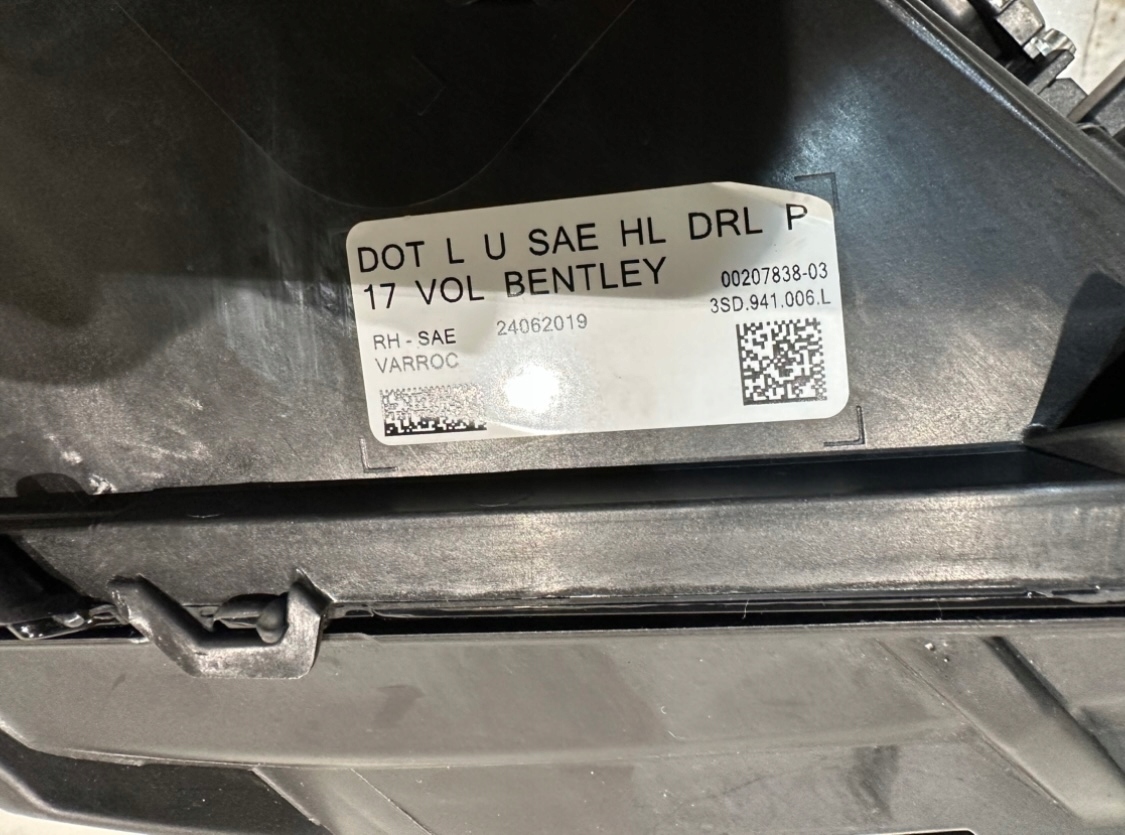 DOT L U SAE HL DRL P
17 VOL BENTLEY
00207838-03
3SD.941.006.L
RH - SAE 24062019
VARROC